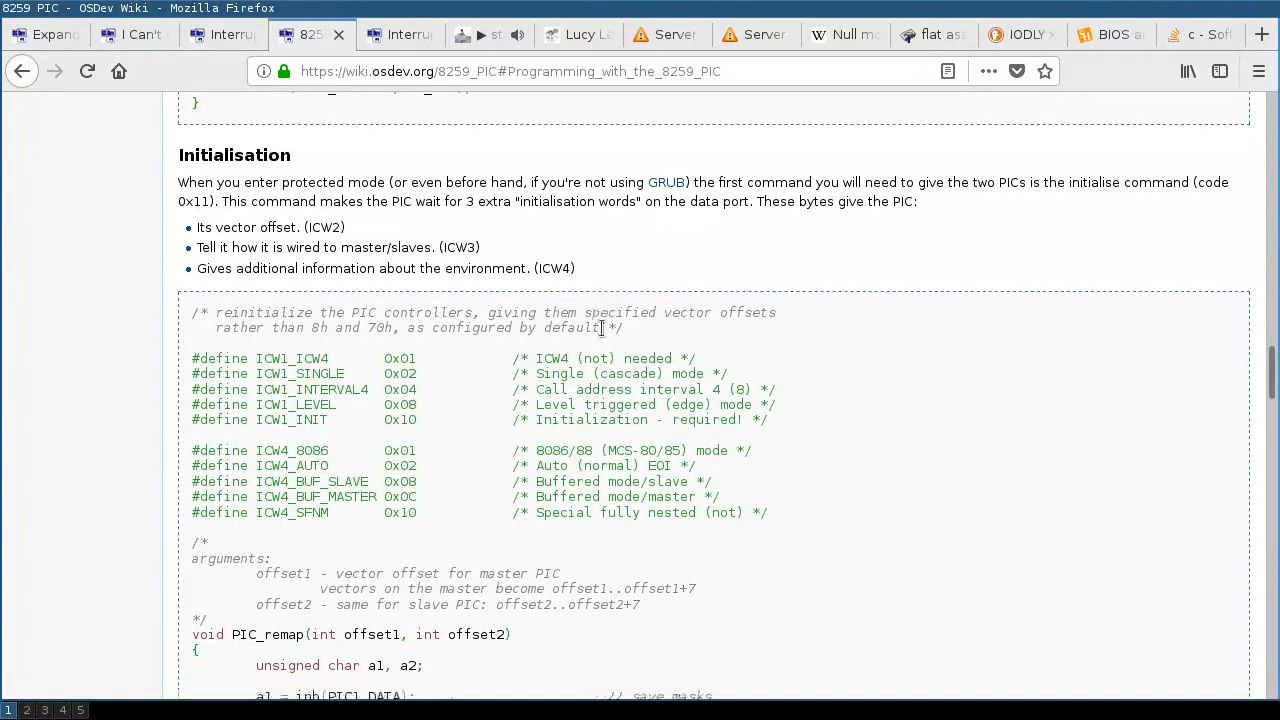 8259 PIC - OSDev Wiki - Mozilla Firefox
Expand
I Can't
Interru
825
Interru
st
Lucy Le
Server
Server
Null mo
flat ass
IODLY
BIOS a
c - Soft
https://wiki.osdev.org/8259_PIC#Programming_with_the_8259_PIC
}
Initialisation
When you enter protected mode (or even before hand, if you're not using GRUB) the first command you will need to give the two PICs is the initialise command (code
0x11). This command makes the PIC wait for 3 extra "initialisation words" on the data port. These bytes give the PIC:
Its vector offset. (ICW2)
Tell it how it is wired to master/slaves. (ICW3)
Gives additional information about the environment. (ICW4)
/* reinitialize the PIC controllers, giving them specified vector offsets
rather than 8h and 70h, as configured by default */
#define ICW1_ICW4 0x01 /* ICW4 (not) needed */
#define ICW1_SINGLE 0x02 /* Single (cascade) mode */
#define ICW1_INTERVAL4 0x04 /* Call address interval 4 (8) */
#define ICW1_LEVEL 0x08 /* Level triggered (edge) mode */
#define ICW1_INIT 0x10 /* Initialization - required! */
#define ICW4_8086 0x01 /* 8086/88 (MCS-80/85) mode */
#define ICW4_AUTO 0x02 /* Auto (normal) EOI */
#define ICW4_BUF_SLAVE 0x08 /* Buffered mode/slave */
#define ICW4_BUF_MASTER 0x0C /* Buffered mode/master */
#define ICW4_SFNM 0x10 /* Special fully nested (not) */
/*
arguments:
offset1 - vector offset for master PIC
vectors on the master become offset1..offset1+7
offset2 - same for slave PIC: offset2..offset2+7
*/
void PIC_remap(int offset1, int offset2)
{
unsigned char a1, a2;
a1 = inb(PIC1_DATA); // save masks
1 2 3 4 5